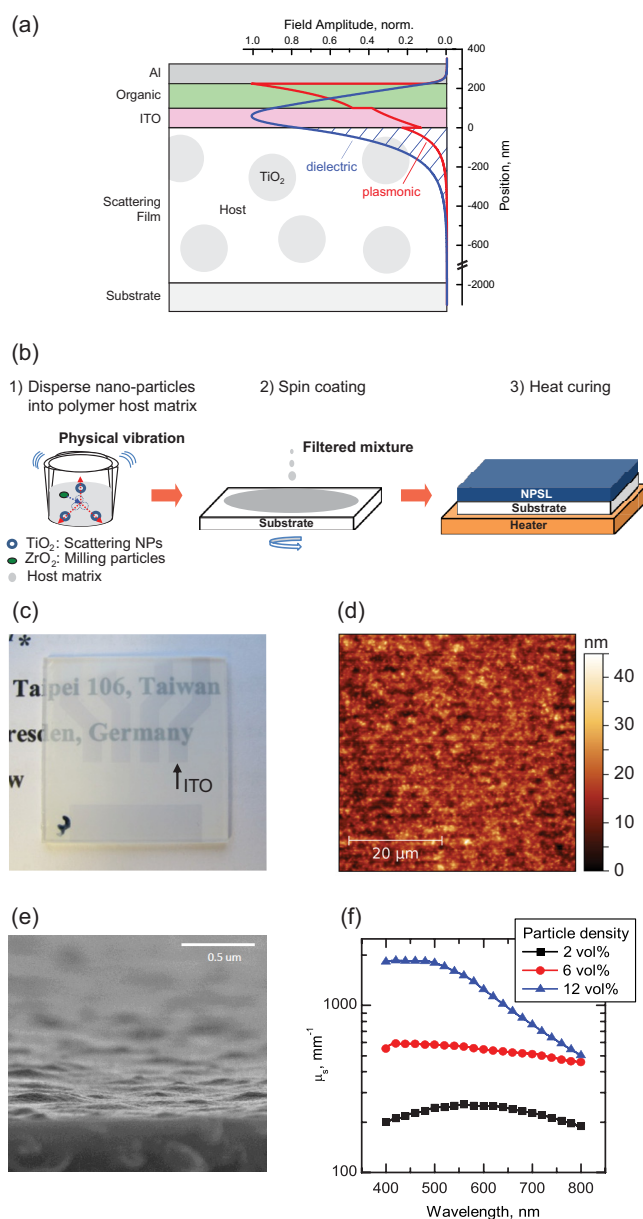 (a)
Field Amplitude, norm.
1.0 0.8 0.6 0.4 0.2 0.0
400
200
0
-200
-400
-600
-2000
Position, nm
Al
Organic
ITO
Scattering
Film
Substrate
TiO₂
Host
dielectric
plasmonic
(b)
1) Disperse nano-particles
into polymer host matrix
2) Spin coating
3) Heat curing
Physical vibration
Filtered mixture
Substrate
NPSL
Substrate
Heater
TiO₂: Scattering NPs
ZrO₂: Milling particles
Host matrix
(c)
Taipei 106, Taiwan
resden, Germany
w
ITO
(d)
20 µm
nm
40
30
20
10
0
(e)
0.5 um
(f)
Particle density
2 vol%
6 vol%
12 vol%
1000
100
µₛ, mm⁻¹
400 500 600 700 800
Wavelength, nm